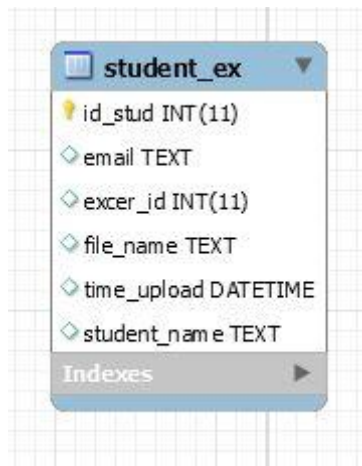 student_ex
id_stud INT(11)
email TEXT
excer_id INT(11)
file_name TEXT
time_upload DATETIME
student_name TEXT
Indexes